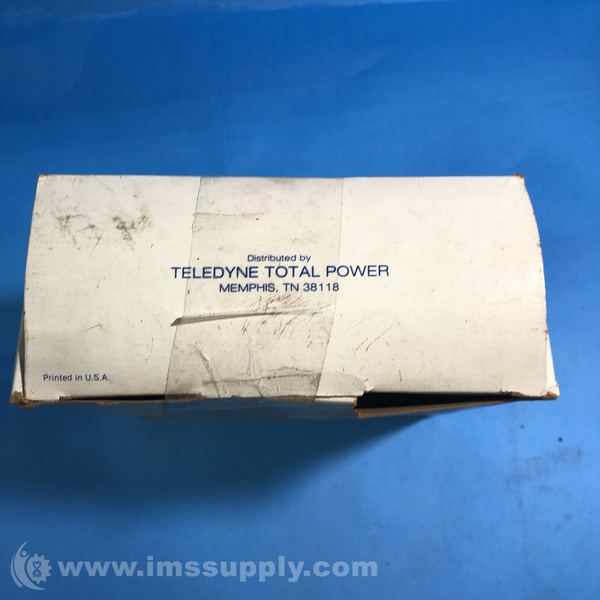 Distributed by
TELEDYNE TOTAL POWER
MEMPHIS, TN 38118
Printed in U.S.A.
www.imssupply.com